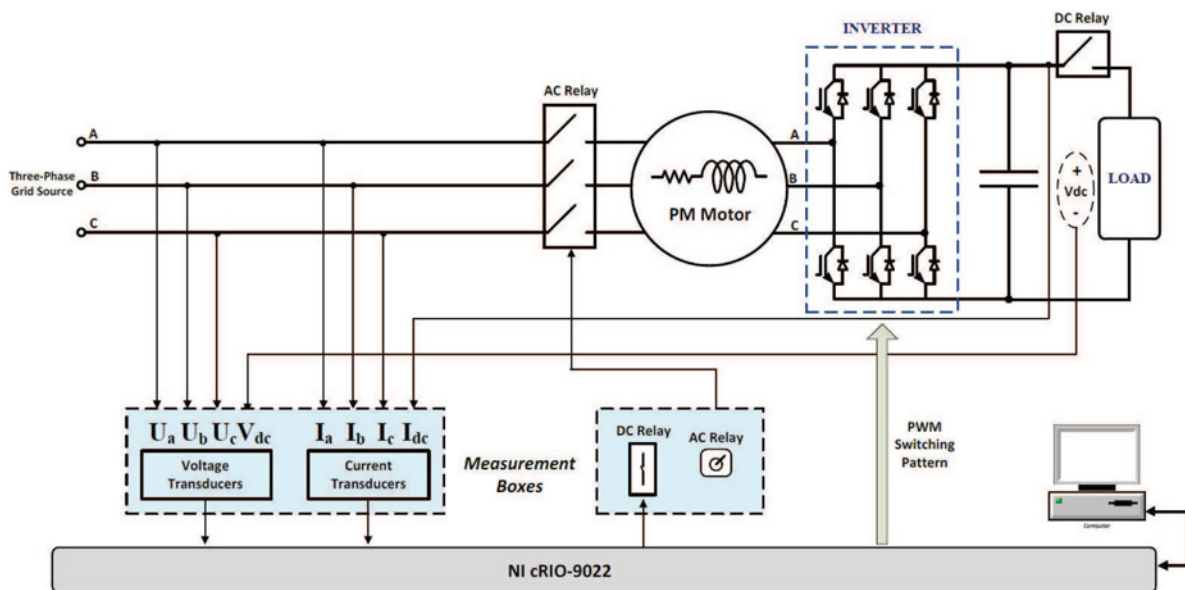 DC Relay
INVERTER
AC Relay
A
Three-Phase
Grid Source
B
C
A
B
C
PM Motor
+
Vdc
-
LOAD
Ua Ub Uc Vdc
Ia Ib Ic Idc
Voltage
Transducers
Current
Transducers
Measurement
Boxes
DC Relay
AC Relay
PWM
Switching
Pattern
Computer
NI cRIO-9022